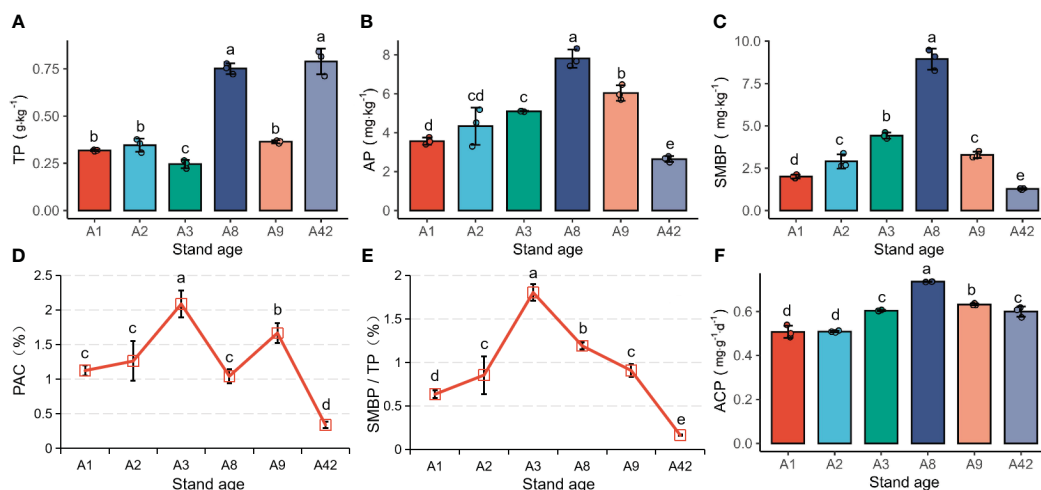 A
TP ( g·kg⁻¹)
0.75
0.50
0.25
0.00
b
b
c
a
b
a
A1 A2 A3 A8 A9 A42
Stand age
B
AP ( mg·kg⁻¹)
8
6
4
2
0
d
cd
c
a
b
e
A1 A2 A3 A8 A9 A42
Stand age
C
SMBP ( mg·kg⁻¹)
10.0
7.5
5.0
2.5
0.0
d
c
b
a
c
e
A1 A2 A3 A8 A9 A42
Stand age
D
PAC (%)
2.5
2
1.5
1
0.5
0
c
c
a
c
b
d
A1 A2 A3 A8 A9 A42
Stand age
E
SMBP / TP (%)
2
1.5
1
0.5
0
d
c
a
b
c
e
A1 A2 A3 A8 A9 A42
Stand age
F
ACP ( mg·g⁻¹·d⁻¹)
0.6
0.4
0.2
0.0
d
d
c
a
b
c
A1 A2 A3 A8 A9 A42
Stand age